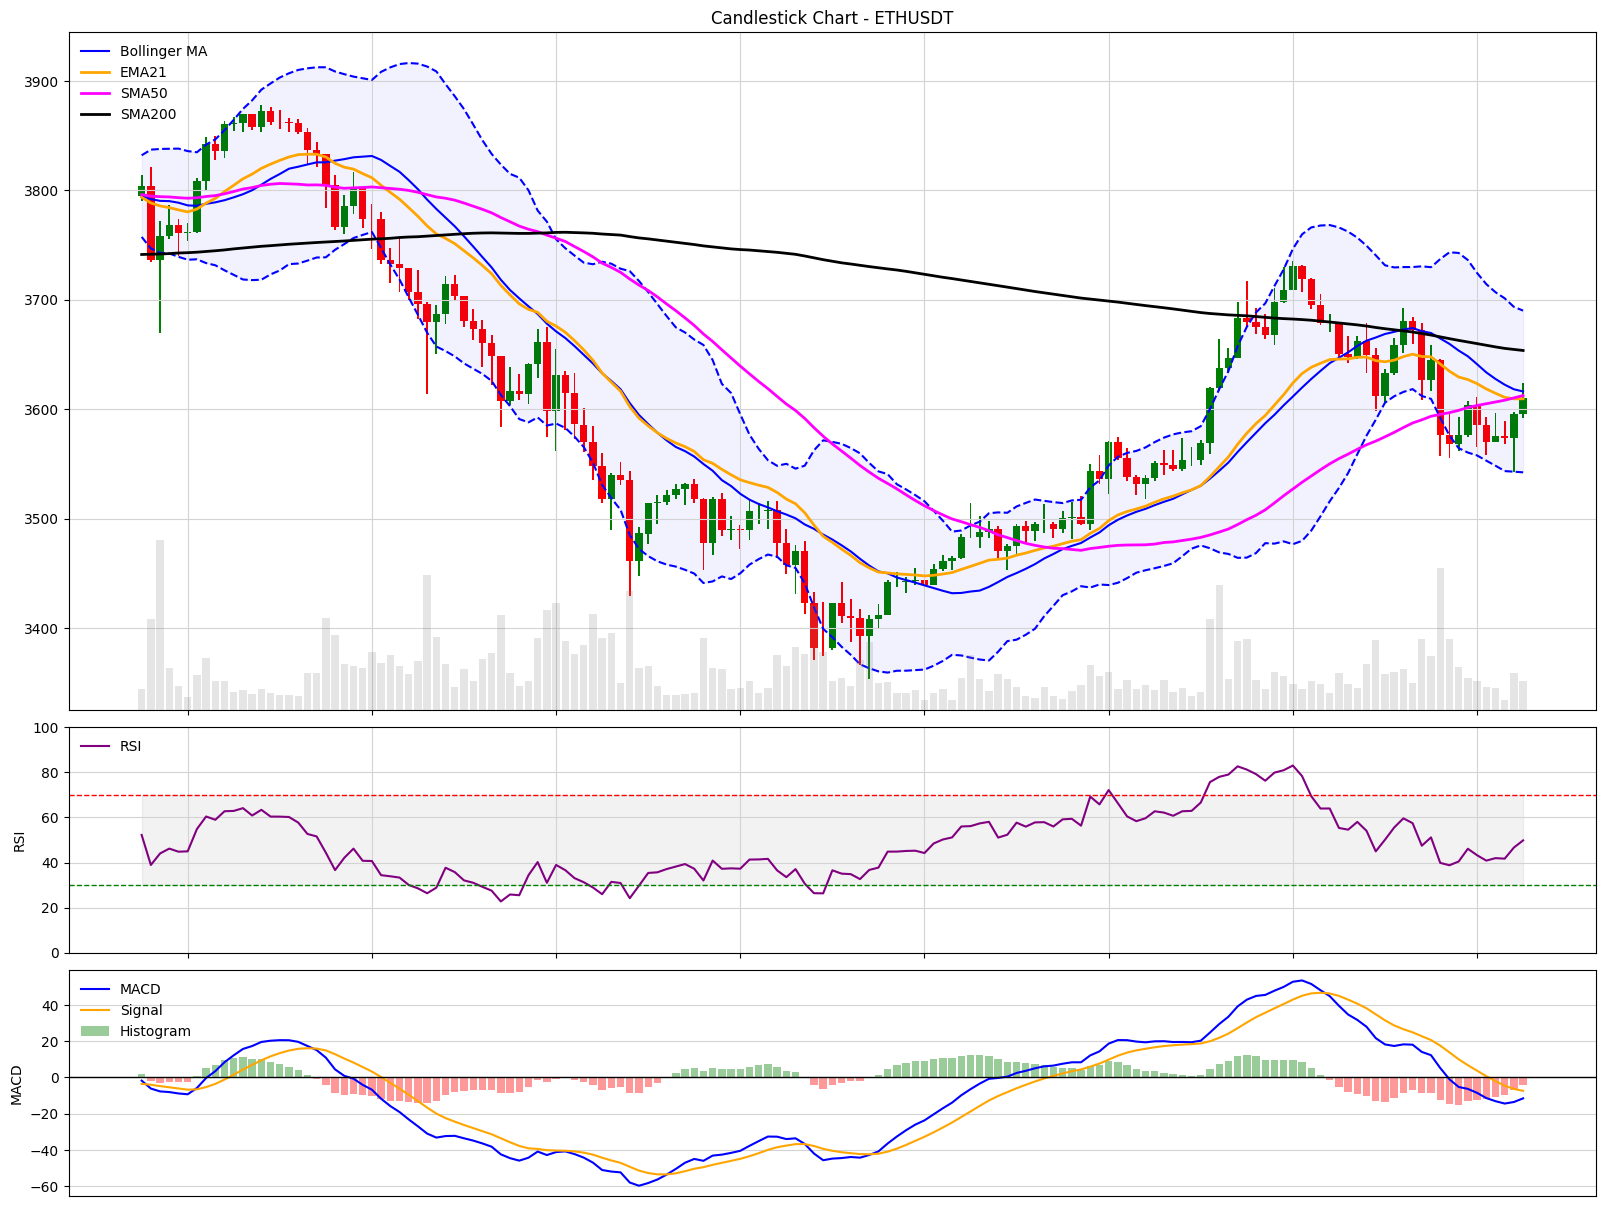 Candlestick Chart - ETHUSDT
Bollinger MA
EMA21
SMA50
SMA200
3900
3800
3700
3600
3500
3400
RSI
100
80
60
40
20
0
RSI
MACD
Signal
Histogram
40
20
0
−20
−40
−60
MACD